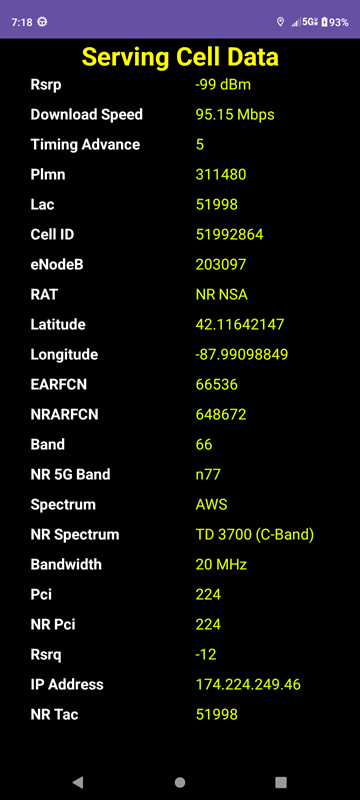 7:18 5G 93%
Serving Cell Data
Rsrp -99 dBm
Download Speed 95.15 Mbps
Timing Advance 5
Plmn 311480
Lac 51998
Cell ID 51992864
eNodeB 203097
RAT NR NSA
Latitude 42.11642147
Longitude -87.99098849
EARFCN 66536
NRARFCN 648672
Band 66
NR 5G Band n77
Spectrum AWS
NR Spectrum TD 3700 (C-Band)
Bandwidth 20 MHz
Pci 224
NR Pci 224
Rsrq -12
IP Address 174.224.249.46
NR Tac 51998